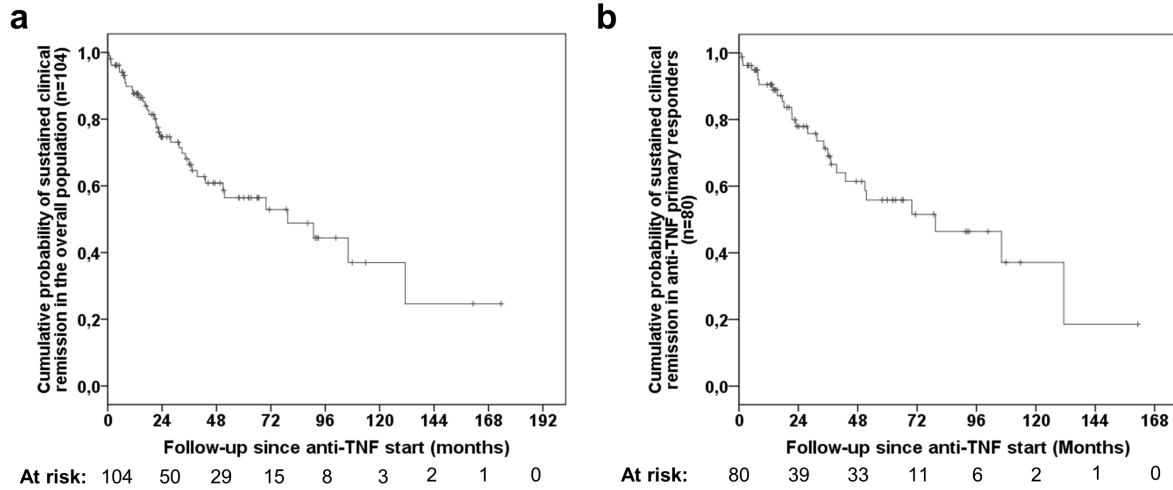 a
Cumulative probability of sustained clinical
remission in the overall population (n=104)
1,0
0,8
0,6
0,4
0,2
0,0
0 24 48 72 96 120 144 168 192
Follow-up since anti-TNF start (months)
At risk: 104 50 29 15 8 3 2 1 0
b
Cumulative probability of sustained clinical
remission in anti-TNF primary responders
(n=80)
1,0
0,8
0,6
0,4
0,2
0,0
0 24 48 72 96 120 144 168
Follow-up since anti-TNF start (Months)
At risk: 80 39 33 11 6 2 1 0